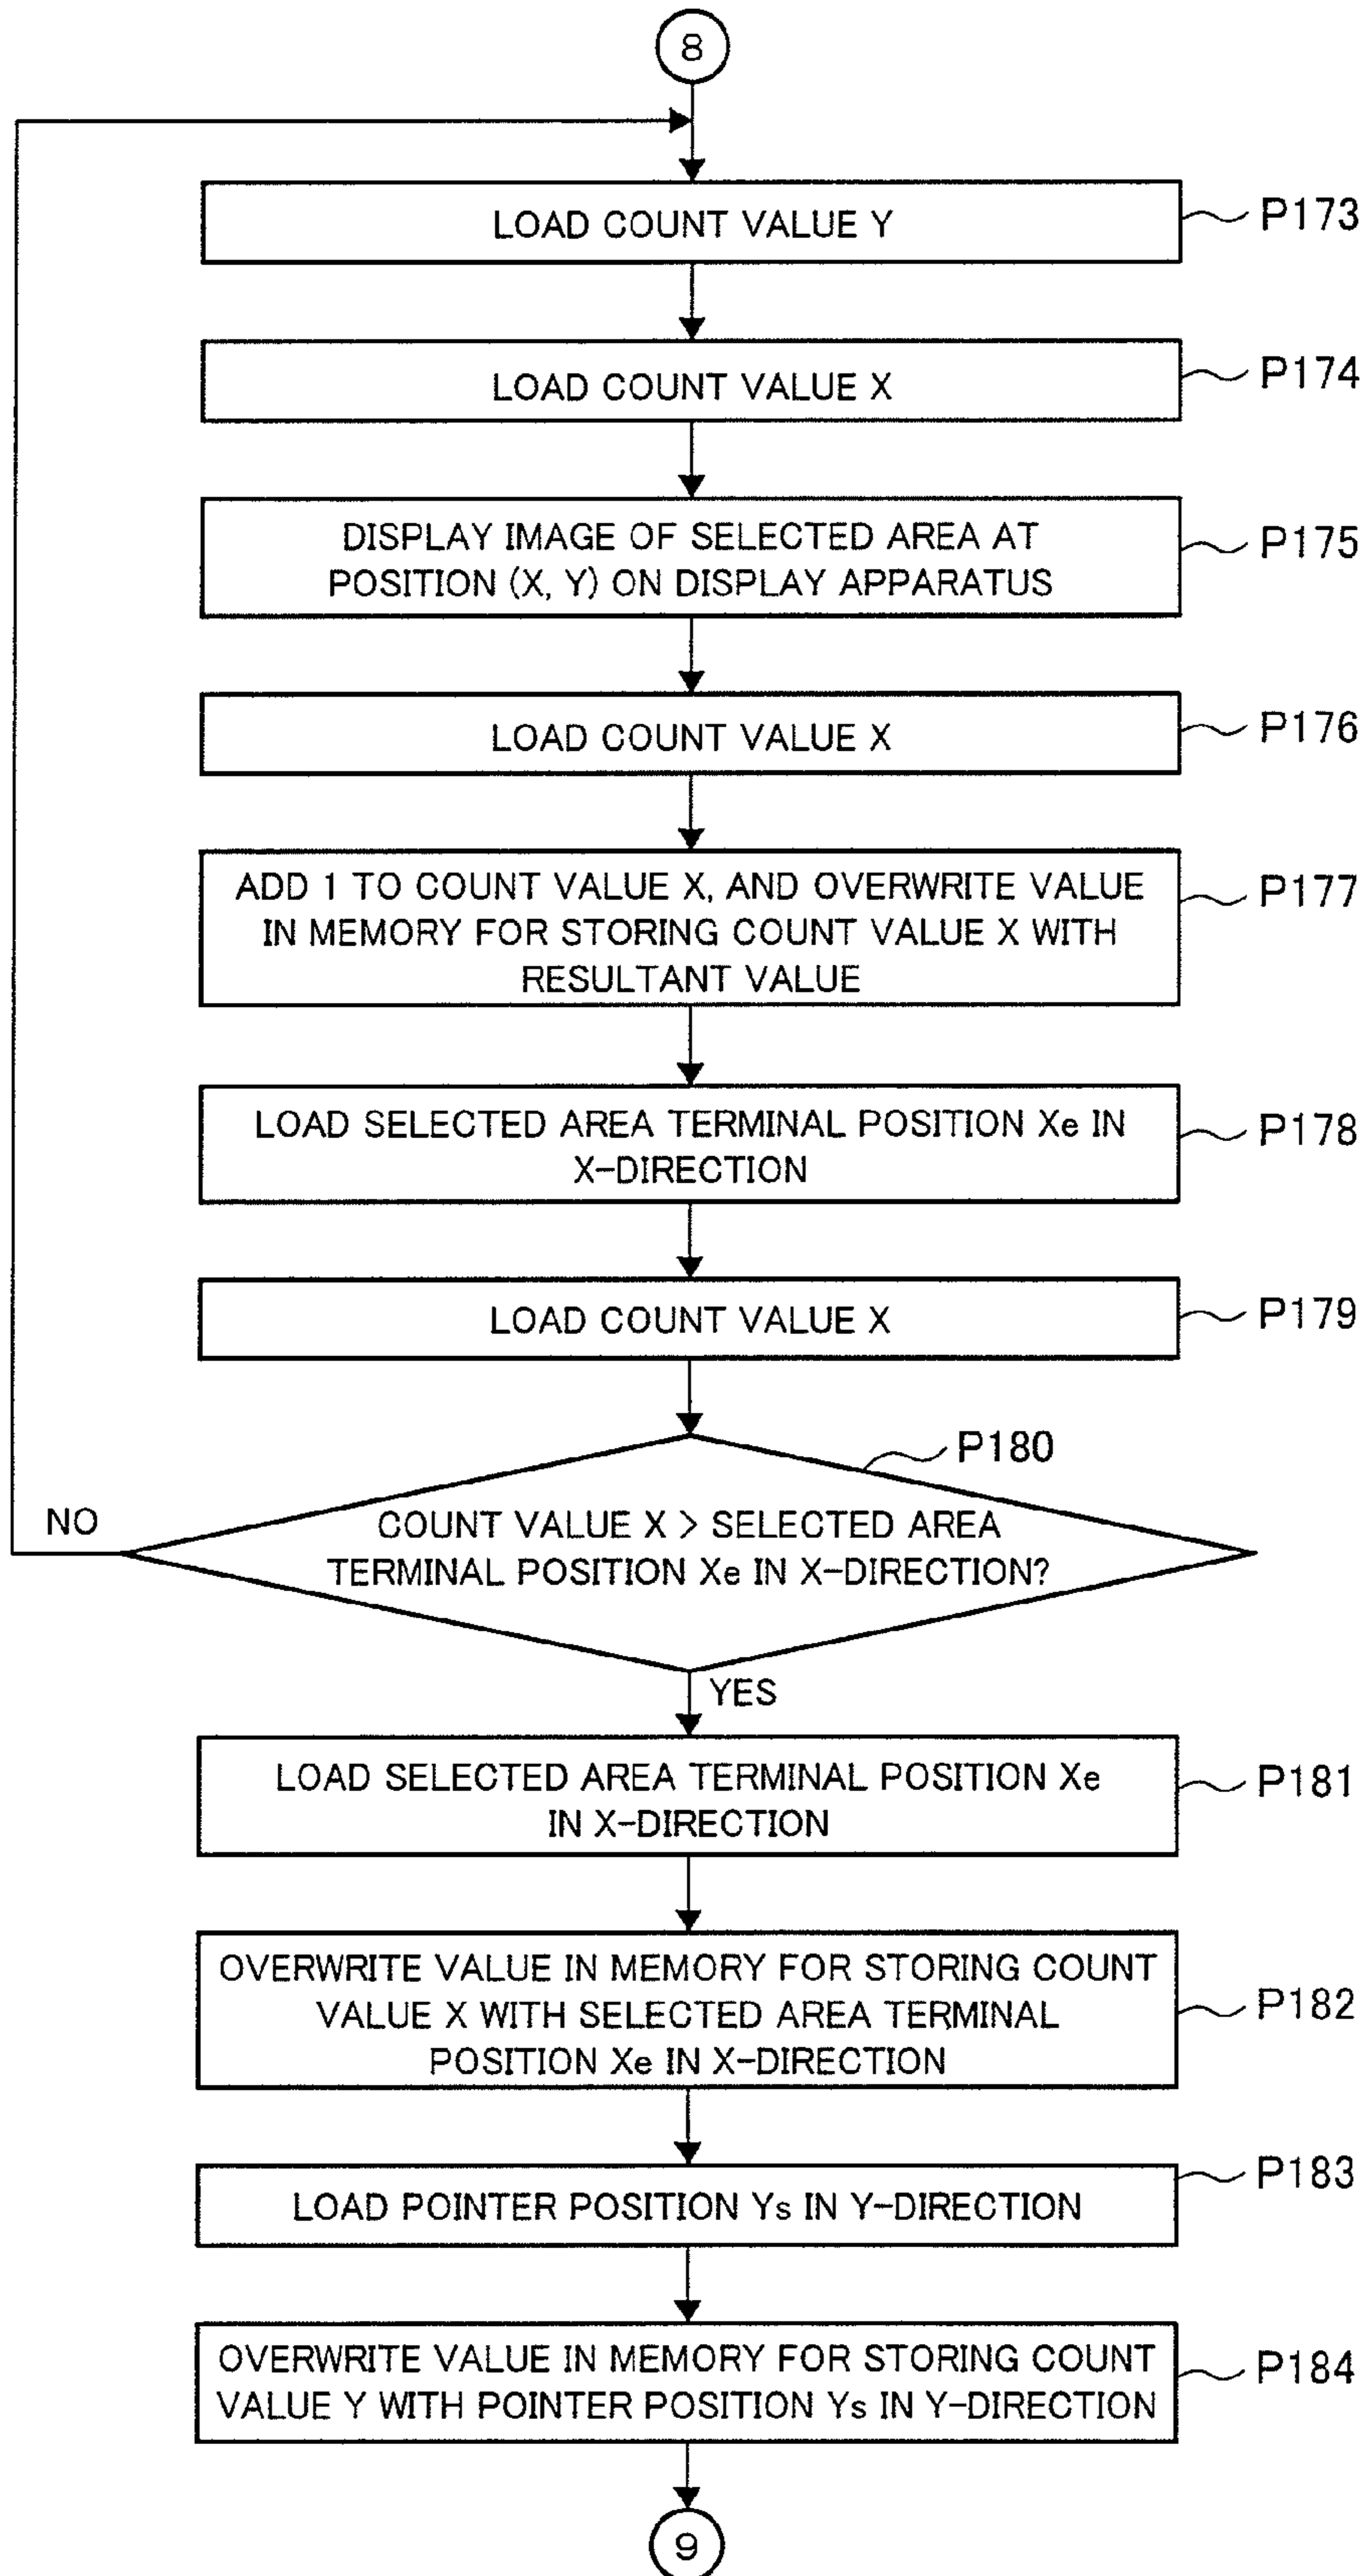 8
LOAD COUNT VALUE Y
P173
LOAD COUNT VALUE X
P174
DISPLAY IMAGE OF SELECTED AREA AT
POSITION (X, Y) ON DISPLAY APPARATUS
P175
LOAD COUNT VALUE X
P176
ADD 1 TO COUNT VALUE X, AND OVERWRITE VALUE
IN MEMORY FOR STORING COUNT VALUE X WITH
RESULTANT VALUE
P177
LOAD SELECTED AREA TERMINAL POSITION Xe IN
X-DIRECTION
P178
LOAD COUNT VALUE X
P179
P180
NO
COUNT VALUE X > SELECTED AREA
TERMINAL POSITION Xe IN X-DIRECTION?
YES
LOAD SELECTED AREA TERMINAL POSITION Xe
IN X-DIRECTION
P181
OVERWRITE VALUE IN MEMORY FOR STORING COUNT
VALUE X WITH SELECTED AREA TERMINAL
POSITION Xe IN X-DIRECTION
P182
LOAD POINTER POSITION Ys IN Y-DIRECTION
P183
OVERWRITE VALUE IN MEMORY FOR STORING COUNT
VALUE Y WITH POINTER POSITION Ys IN Y-DIRECTION
P184
9